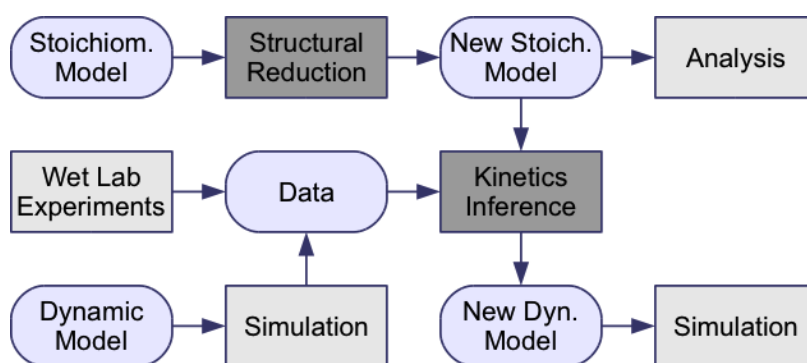 Stoichiom.
Model
Structural
Reduction
New Stoich.
Model
Analysis
Wet Lab
Experiments
Data
Kinetics
Inference
Dynamic
Model
Simulation
New Dyn.
Model
Simulation